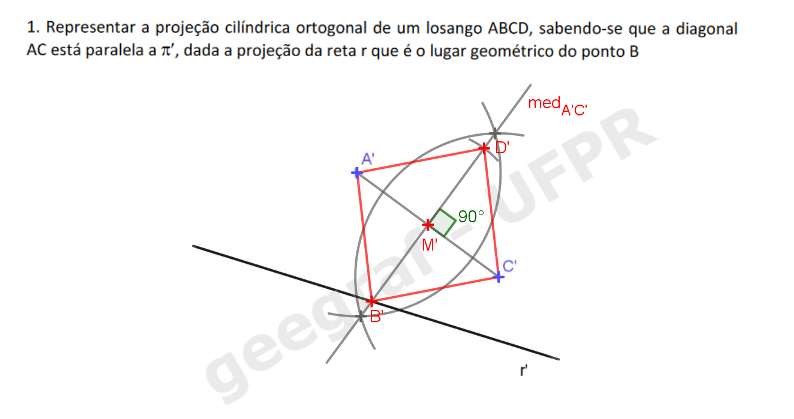 1. Representar a projeção cilíndrica ortogonal de um losango ABCD, sabendo-se que a diagonal
AC está paralela a π’, dada a projeção da reta r que é o lugar geométrico do ponto B
med A'C'
A'
D'
90°
M'
C'
B'
r'
geegraf - UFPR